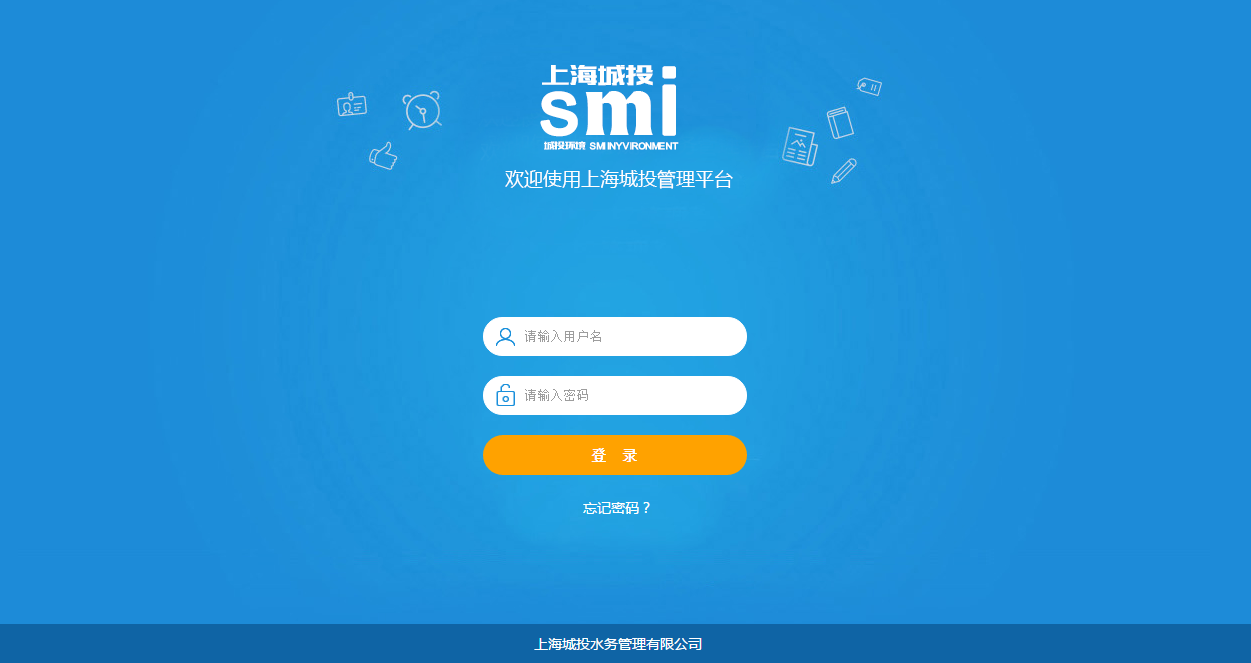 上海城投
smi
城投环境 SMI INYVIRONMENT
欢迎使用上海城投管理平台
请输入用户名
请输入密码
登 录
忘记密码？
上海城投水务管理有限公司